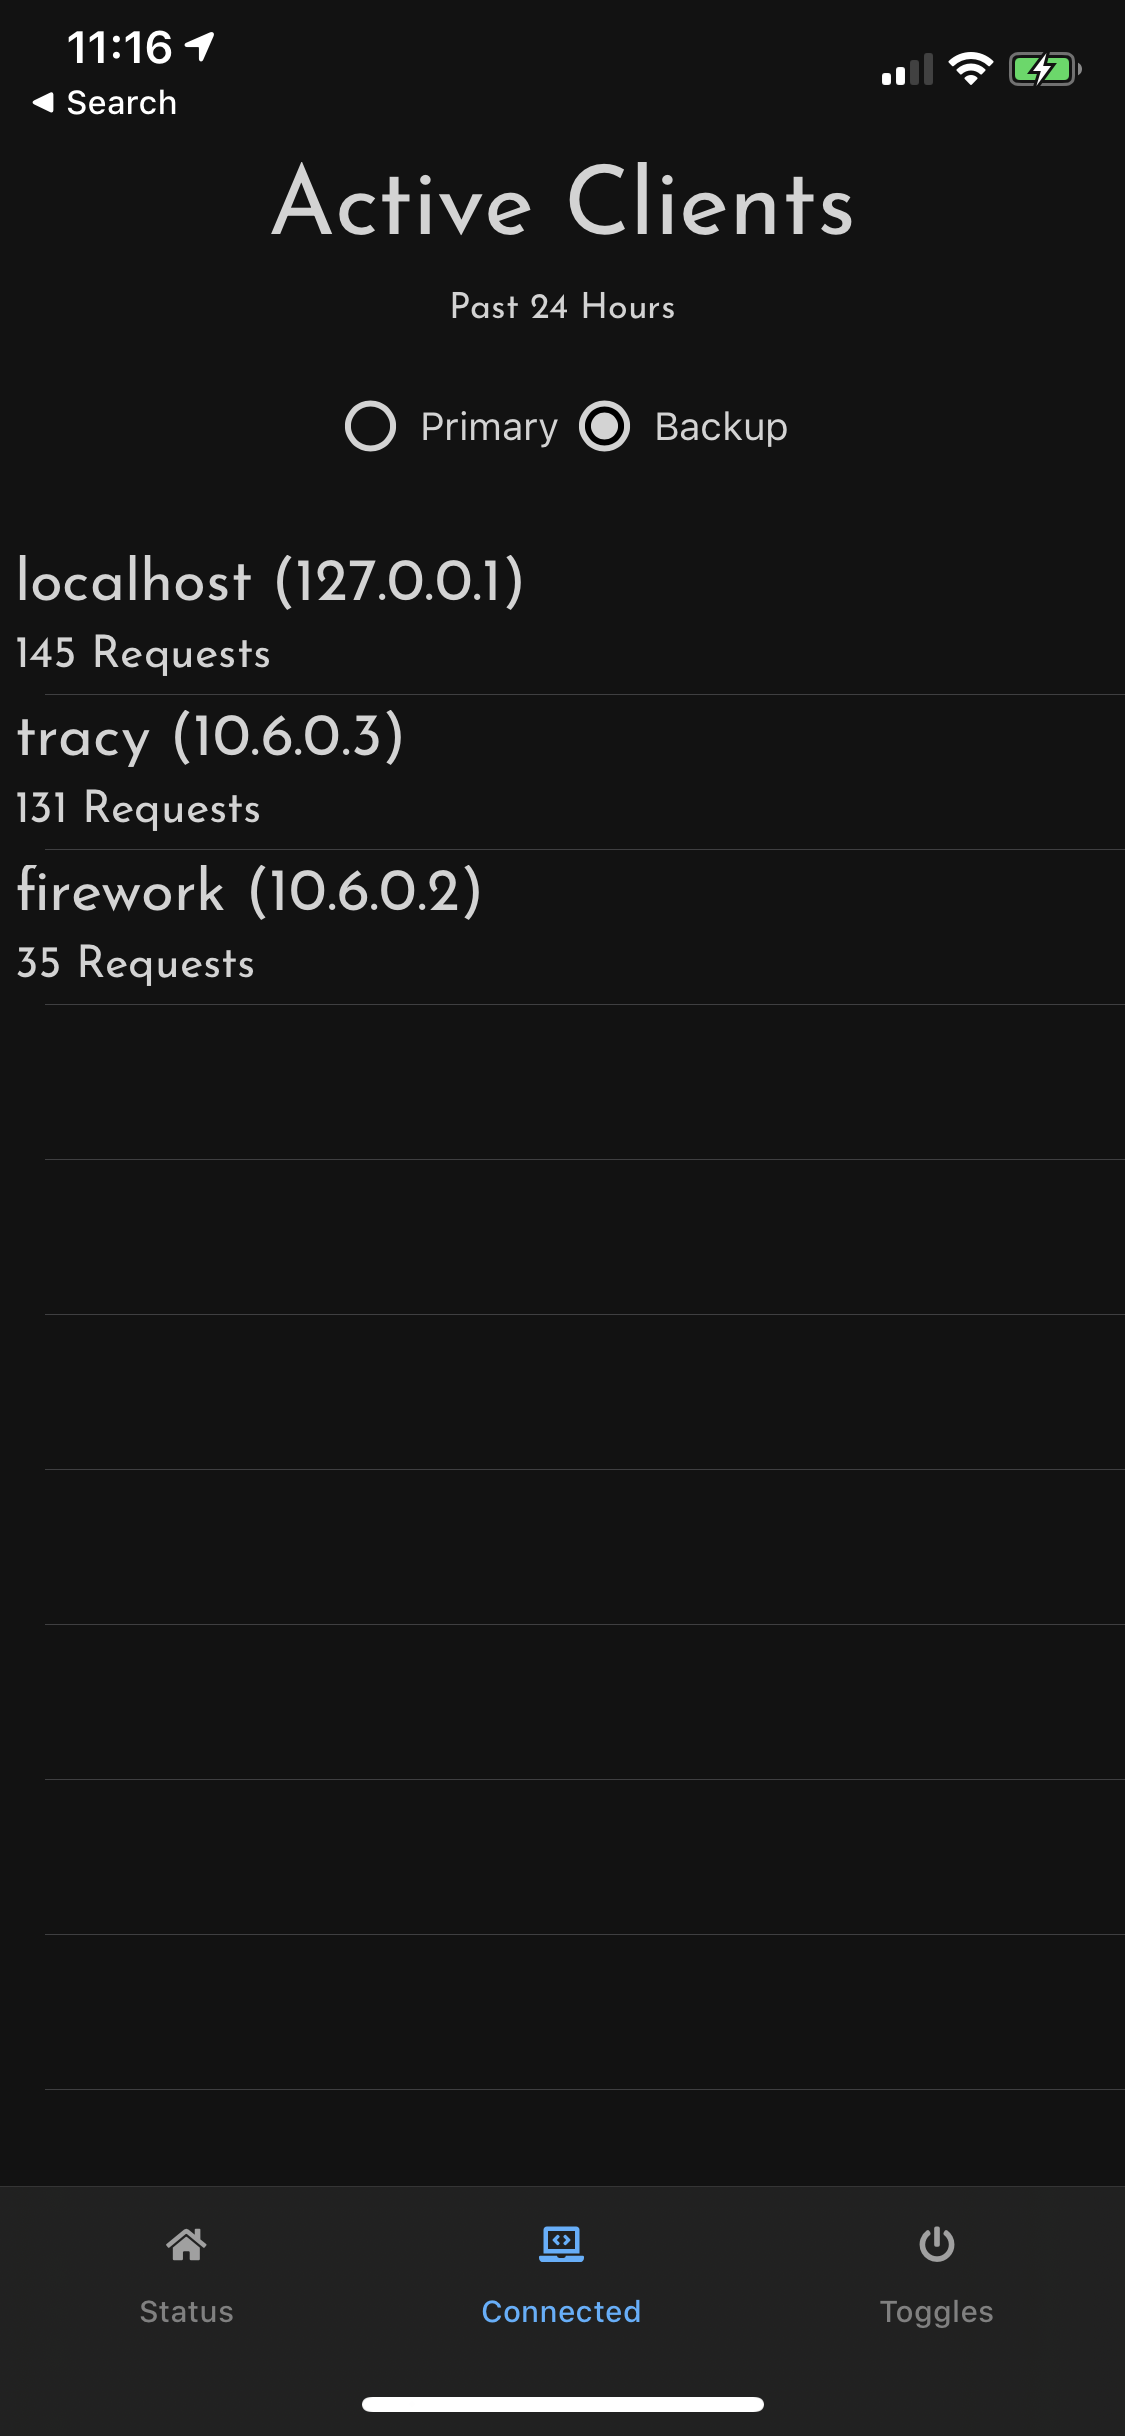 11:16
Search
Active Clients
Past 24 Hours
Primary Backup
localhost (127.0.0.1)
145 Requests
tracy (10.6.0.3)
131 Requests
firework (10.6.0.2)
35 Requests
Status Connected Toggles